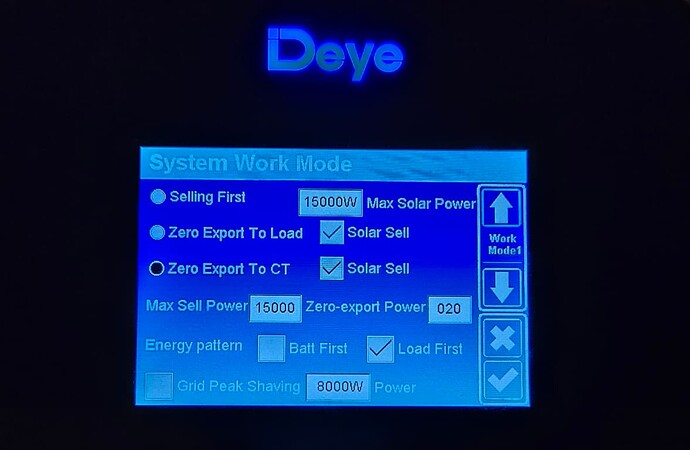 Deye
System Work Mode
Selling First 15000W Max Solar Power
Zero Export To Load Solar Sell
Work Mode1
Zero Export To CT Solar Sell
Max Sell Power 15000 Zero-export Power 020
Energy pattern Batt First Load First
Grid Peak Shaving 8000W Power